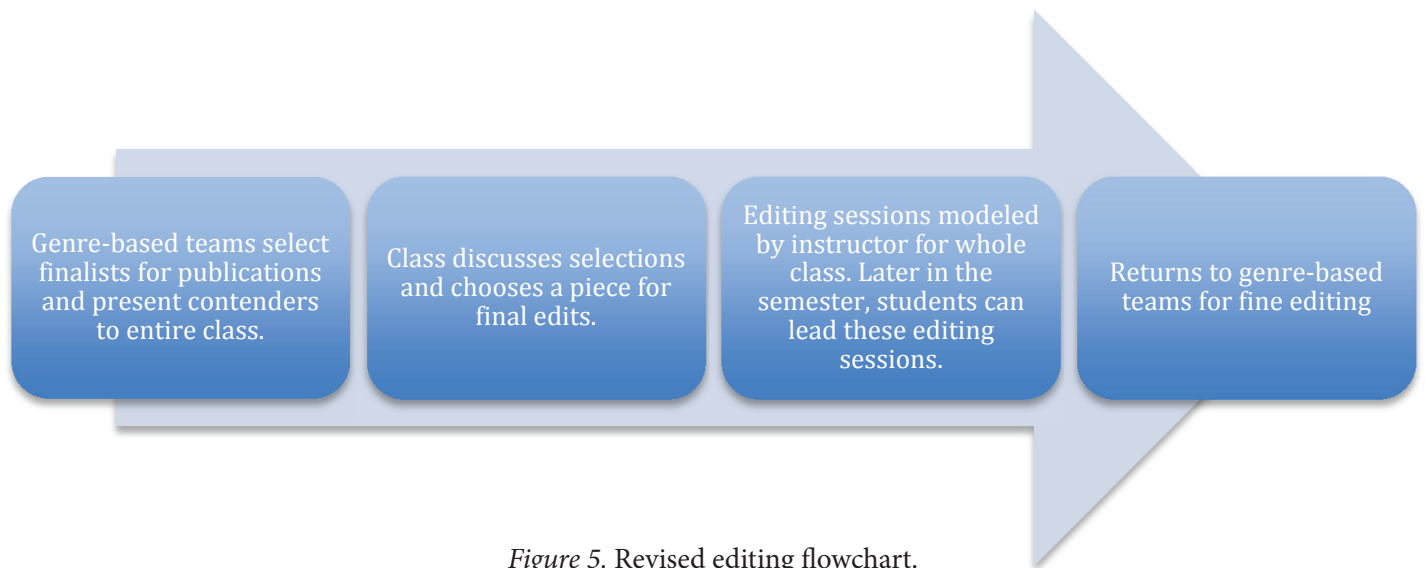 Genre-based teams select
finalists for publications
and present contenders
to entire class.
Class discusses selections
and chooses a piece for
final edits.
Editing sessions modeled
by instructor for whole
class. Later in the
semester, students can
lead these editing
sessions.
Returns to genre-based
teams for fine editing
Figure 5. Revised editing flowchart.